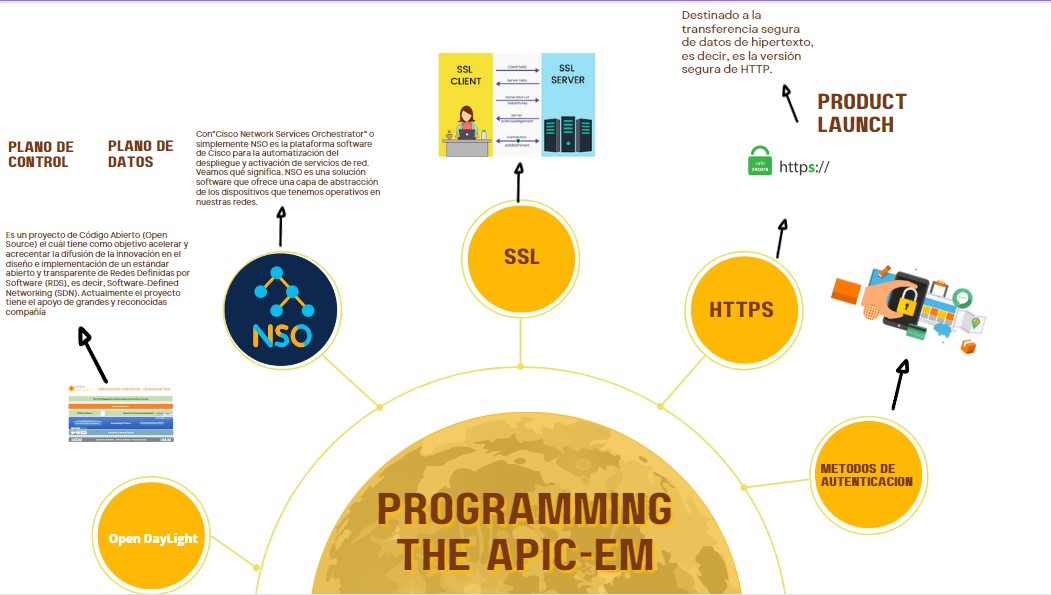 Destinado a la
transferencia segura
de datos de hipertexto,
es decir, es la versión
segura de HTTP.
PRODUCT
LAUNCH
safe
secure
https://
SSL
CLIENT
SSL
SERVER
Client hello
Server hello
Server
Connection
establishment
PLANO DE
CONTROL
PLANO DE
DATOS
Con"Cisco Network Services Orchestrator" o
simplemente NSO es la plataforma software
de Cisco para la automatización del
despliegue y activación de servicios de red.
Veamos qué significa. NSO es una solución
software que ofrece una capa de abstracción
de los dispositivos que tenemos operativos en
nuestras redes.
Es un proyecto de Código Abierto (Open
Source) el cuál tiene como objetivo acelerar y
acrecentar la difusión de la innovación en el
diseño e implementación de un estándar
abierto y transparente de Redes Definidas por
Software (RDS), es decir, Software-Defined
Networking (SDN). Actualmente el proyecto
tiene el apoyo de grandes y reconocidas
compañía
NSO
SSL
HTTPS
METODOS DE
AUTENTICACION
Open DayLight
PROGRAMMING
THE APIC-EM